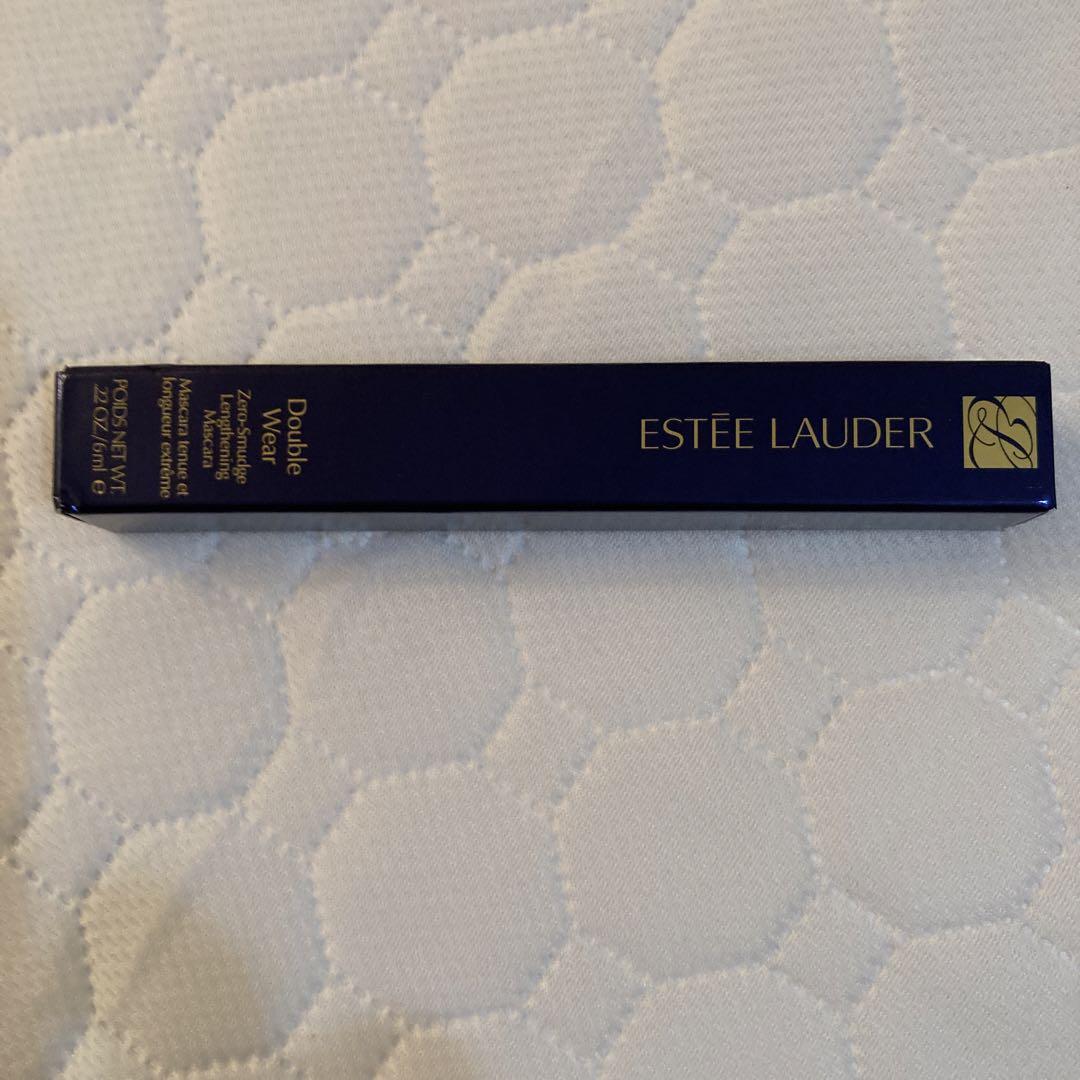 ESTĒE LAUDER
Double
Wear
Zero-Smudge
Lengthening
Mascara
Mascara tenue et
longueur extrême
POIDS NET WT.
.22 OZ/6ml e